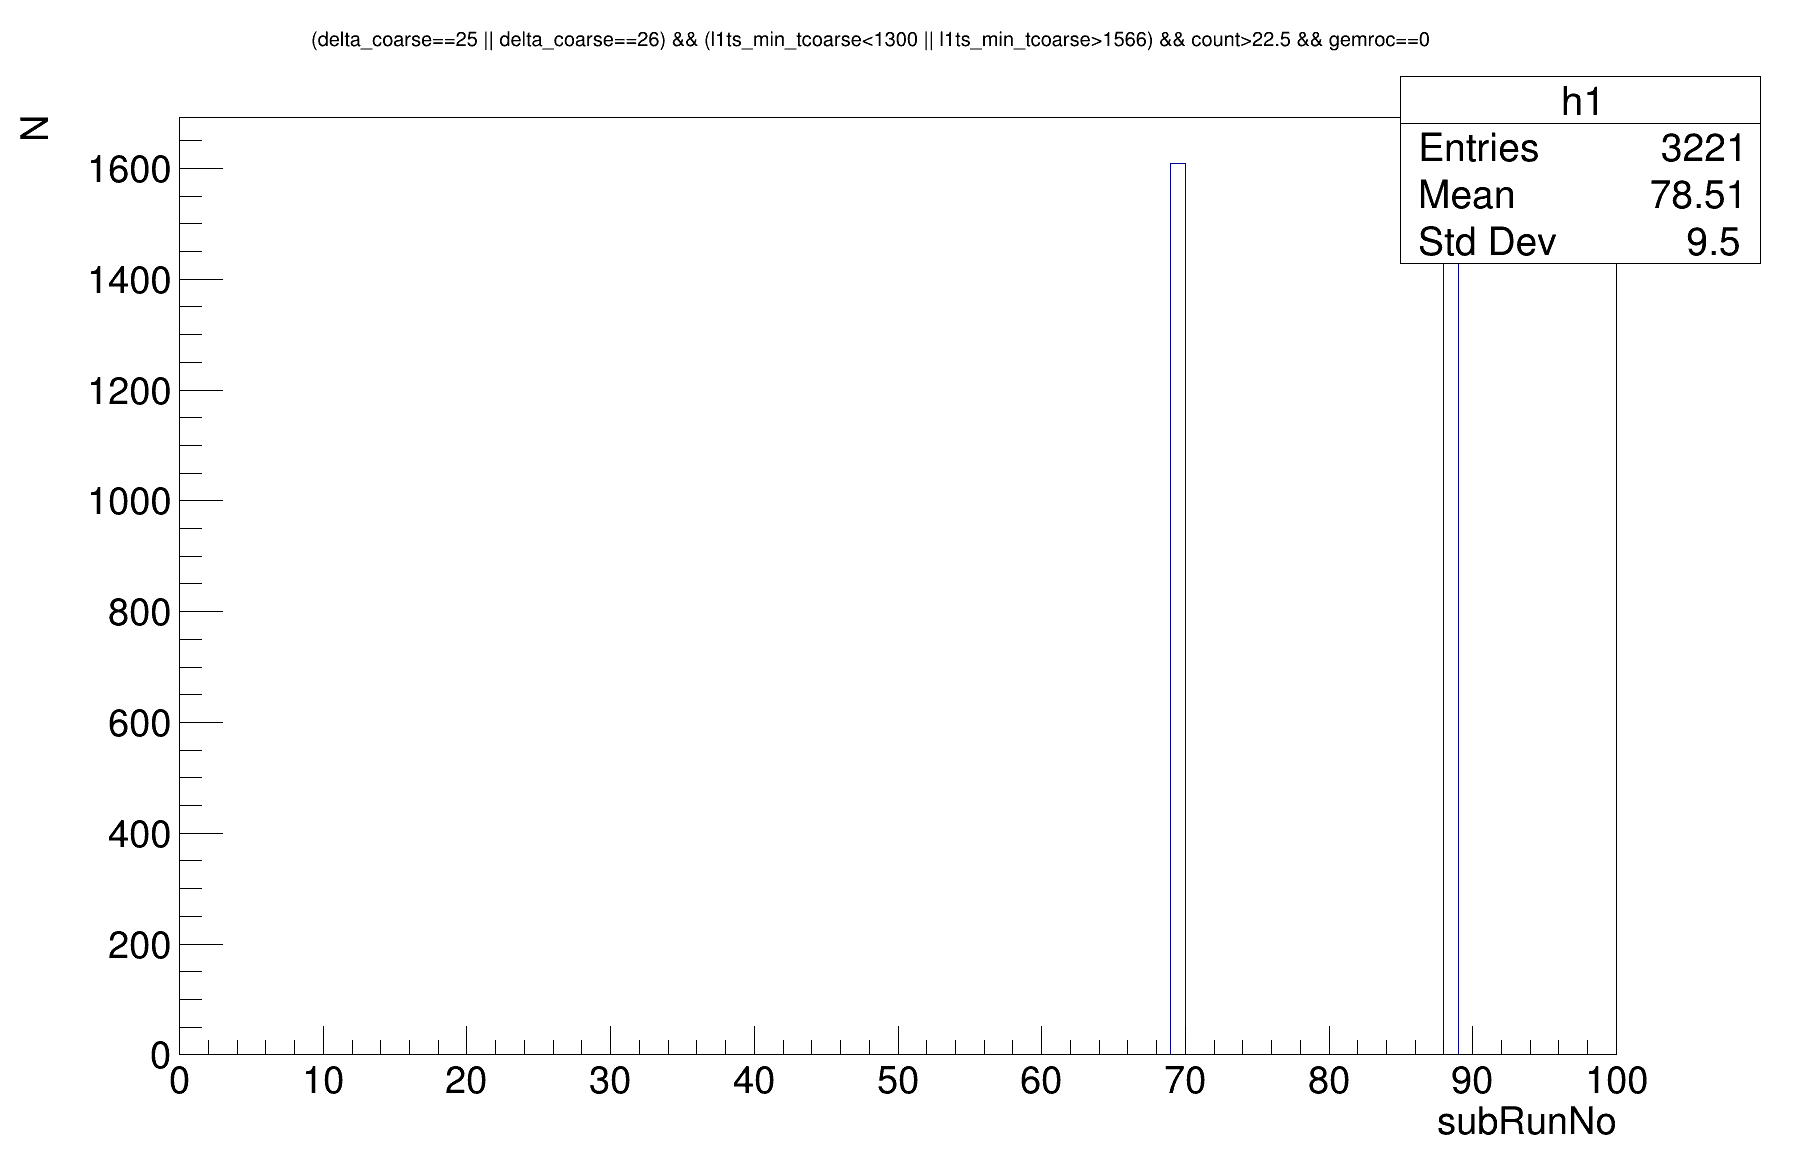 (delta_coarse==25 || delta_coarse==26) && (l1ts_min_tcoarse<1300 || l1ts_min_tcoarse>1566) && count>22.5 && gemroc==0
h1
Entries 3221
Mean 78.51
Std Dev 9.5
N
1600
1400
1200
1000
800
600
400
200
0
0 10 20 30 40 50 60 70 80 90 100
subRunNo